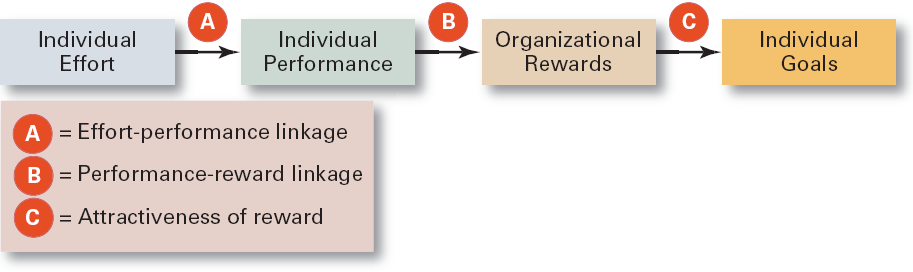 A
B
C
Individual
Effort
Individual
Performance
Organizational
Rewards
Individual
Goals
A = Effort-performance linkage
B = Performance-reward linkage
C = Attractiveness of reward